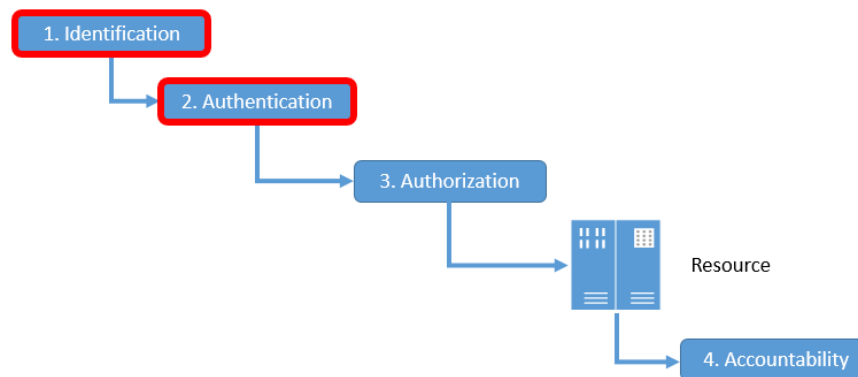 1. Identification
2. Authentication
3. Authorization
Resource
4. Accountability